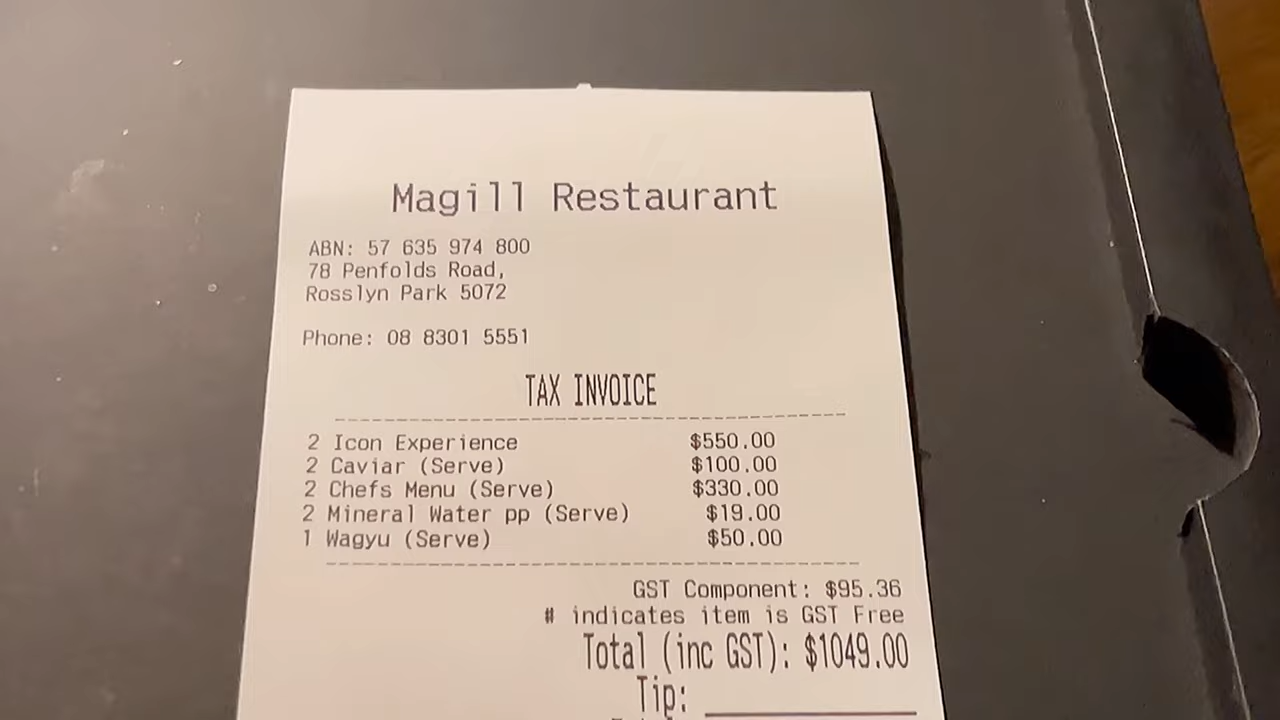 Magill Restaurant
ABN: 57 635 974 800
78 Penfolds Road,
Rosslyn Park 5072
Phone: 08 8301 5551
TAX INVOICE
2 Icon Experience $550.00
2 Caviar (Serve) $100.00
2 Chefs Menu (Serve) $330.00
2 Mineral Water pp (Serve) $19.00
1 Wagyu (Serve) $50.00
GST Component: $95.36
# indicates item is GST Free
Total (inc GST): $1049.00
Tip: